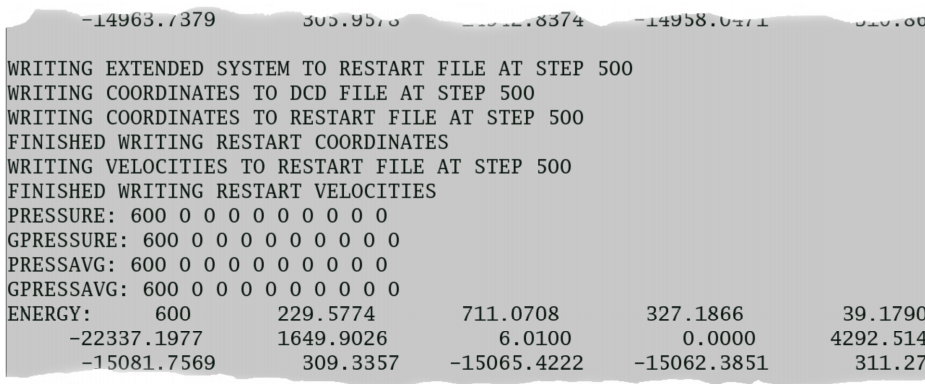 -14963.7379 305.9578 -14958.0471
WRITING EXTENDED SYSTEM TO RESTART FILE AT STEP 500
WRITING COORDINATES TO DCD FILE AT STEP 500
WRITING COORDINATES TO RESTART FILE AT STEP 500
FINISHED WRITING RESTART COORDINATES
WRITING VELOCITIES TO RESTART FILE AT STEP 500
FINISHED WRITING RESTART VELOCITIES
PRESSURE: 600 0 0 0 0 0 0 0 0 0
GPRESSURE: 600 0 0 0 0 0 0 0 0 0
PRESSAVG: 600 0 0 0 0 0 0 0 0 0
GPRESSAVG: 600 0 0 0 0 0 0 0 0 0
ENERGY: 600 229.5774 711.0708 327.1866 39.1790
-22337.1977 1649.9026 6.0100 0.0000 4292.514
-15081.7569 309.3357 -15065.4222 -15062.3851 311.27